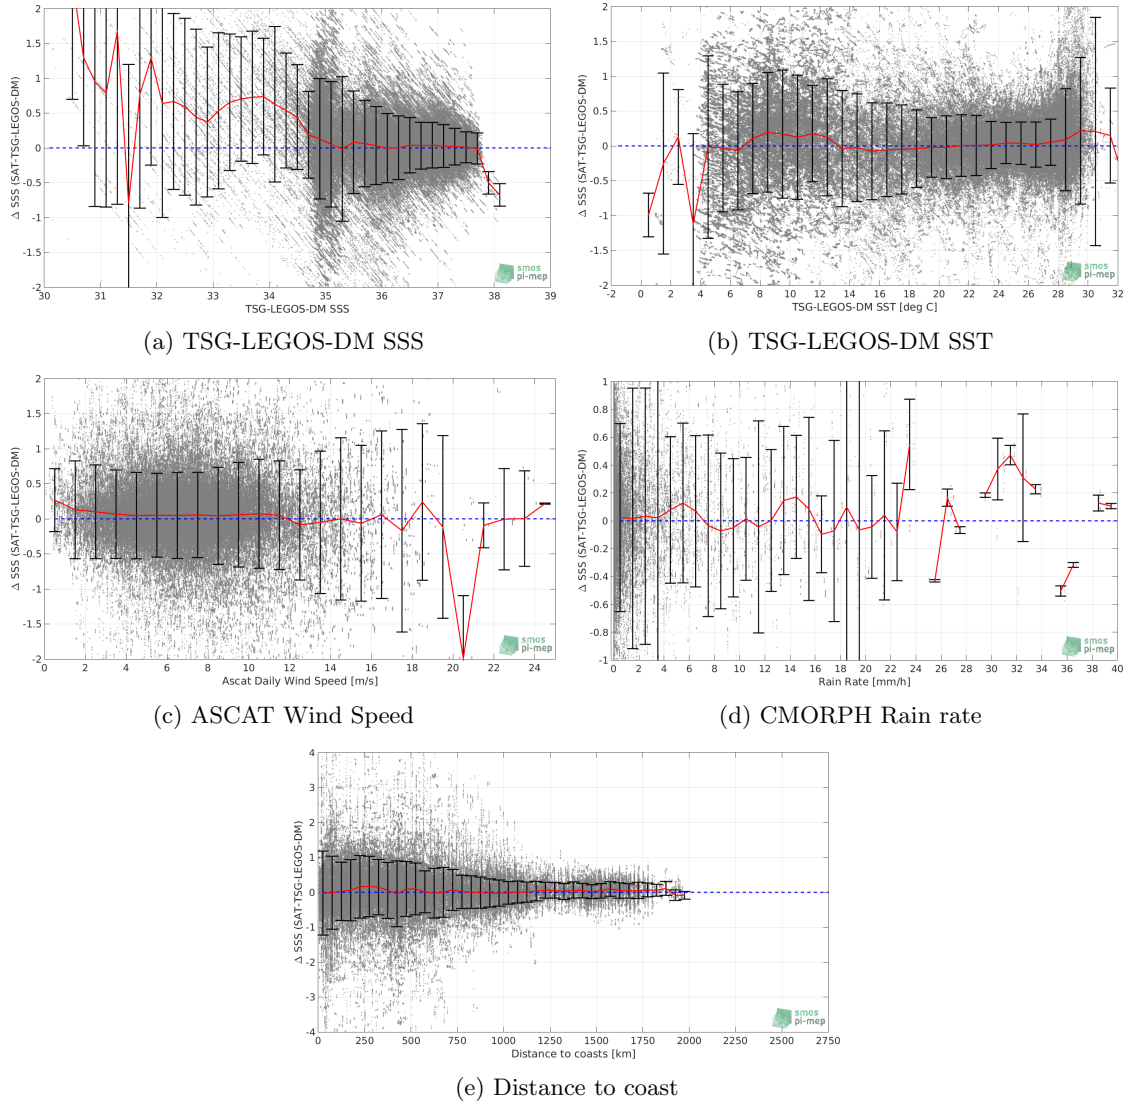 2
1.5
1
0.5
0
-0.5
-1
-1.5
-2
Δ SSS (SAT-TSG-LEGOS-DM)
30 31 32 33 34 35 36 37 38 39
TSG-LEGOS-DM SSS
smos
pi-mep
(a) TSG-LEGOS-DM SSS
2
1.5
1
0.5
0
-0.5
-1
-1.5
-2
Δ SSS (SAT-TSG-LEGOS-DM)
-2 0 2 4 6 8 10 12 14 16 18 20 22 24 26 28 30 32
TSG-LEGOS-DM SST [deg C]
smos
pi-mep
(b) TSG-LEGOS-DM SST
2
1.5
1
0.5
0
-0.5
-1
-1.5
-2
Δ SSS (SAT-TSG-LEGOS-DM)
0 2 4 6 8 10 12 14 16 18 20 22 24
Ascat Daily Wind Speed [m/s]
smos
pi-mep
(c) ASCAT Wind Speed
1
0.8
0.6
0.4
0.2
0
-0.2
-0.4
-0.6
-0.8
-1
Δ SSS (SAT-TSG-LEGOS-DM)
0 2 4 6 8 10 12 14 16 18 20 22 24 26 28 30 32 34 36 38 40
Rain Rate [mm/h]
smos
pi-mep
(d) CMORPH Rain rate
4
3
2
1
0
-1
-2
-3
-4
Δ SSS (SAT-TSG-LEGOS-DM)
0 250 500 750 1000 1250 1500 1750 2000 2250 2500 2750
Distance to coasts [km]
smos
pi-mep
(e) Distance to coast